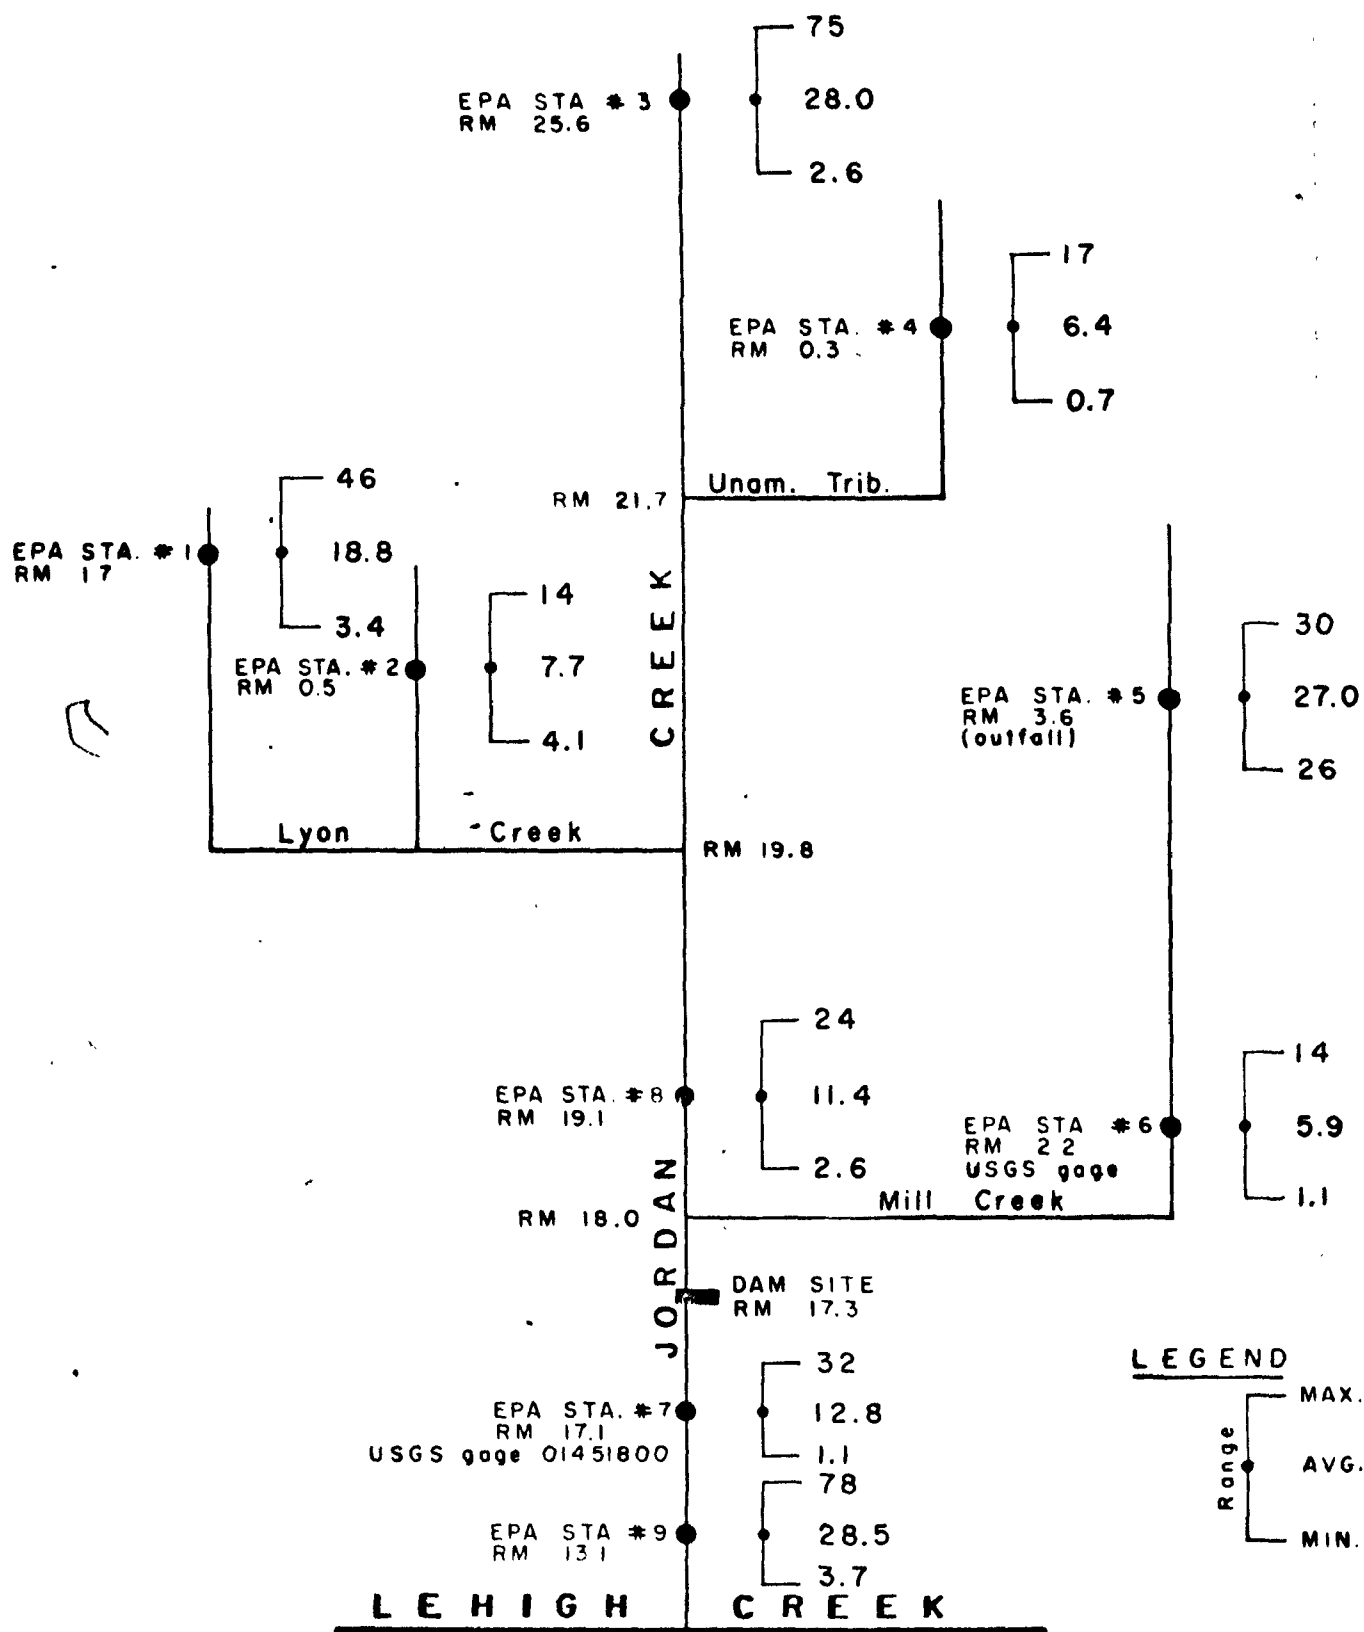 75
EPA STA # 3
RM 25.6
28.0
2.6
17
EPA STA. # 4
RM 0.3
6.4
0.7
Unam. Trib.
RM 21.7
46
EPA STA. # 1
RM 17
18.8
3.4
14
EPA STA. # 2
RM 0.5
7.7
4.1
CREEK
30
EPA STA. # 5
RM 3.6
(outfall)
27.0
26
Lyon Creek
RM 19.8
24
EPA STA. # 8
RM 19.1
11.4
2.6
14
EPA STA # 6
RM 2 2
USGS gage
5.9
1.1
Mill Creek
RM 18.0
JORDAN
DAM SITE
RM 17.3
32
EPA STA. # 7
RM 17.1
USGS gage 01451800
12.8
1.1
78
EPA STA # 9
RM 13 1
28.5
3.7
LEGEND
MAX.
Range
AVG.
MIN.
LEHIGH CREEK